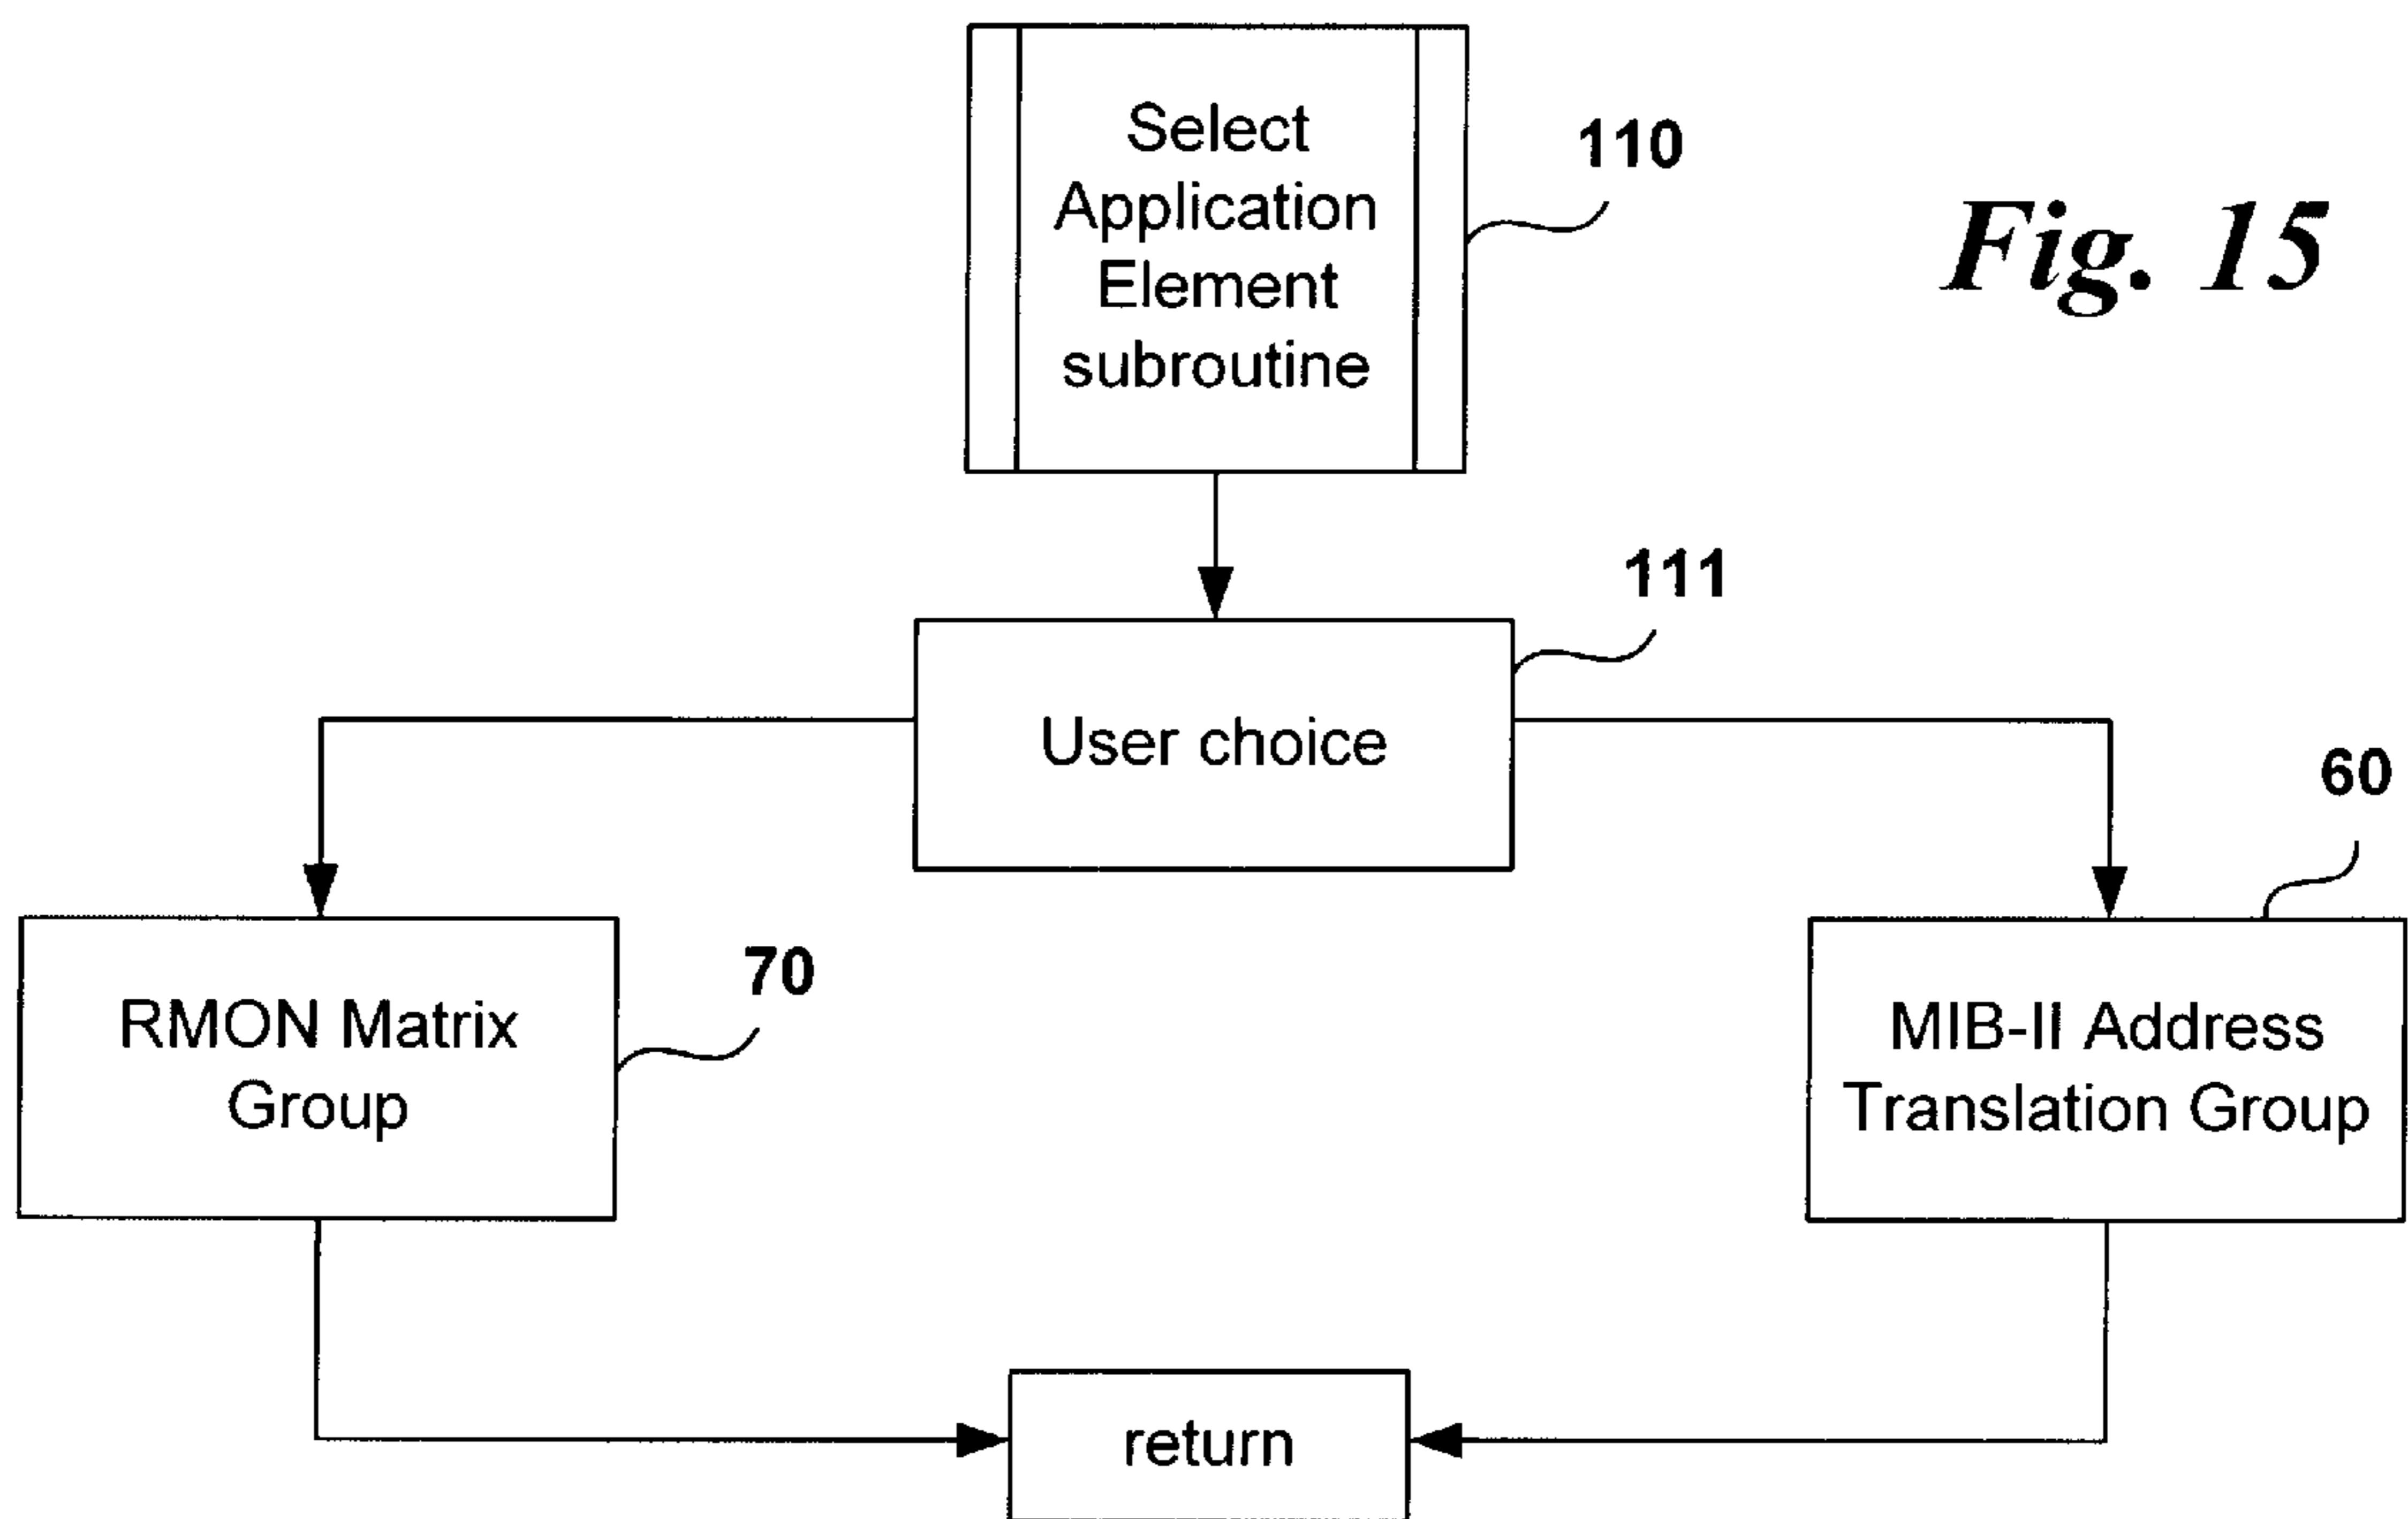 Select
Application
Element
subroutine
110
Fig. 15
111
User choice
60
70
RMON Matrix
Group
MIB-II Address
Translation Group
return